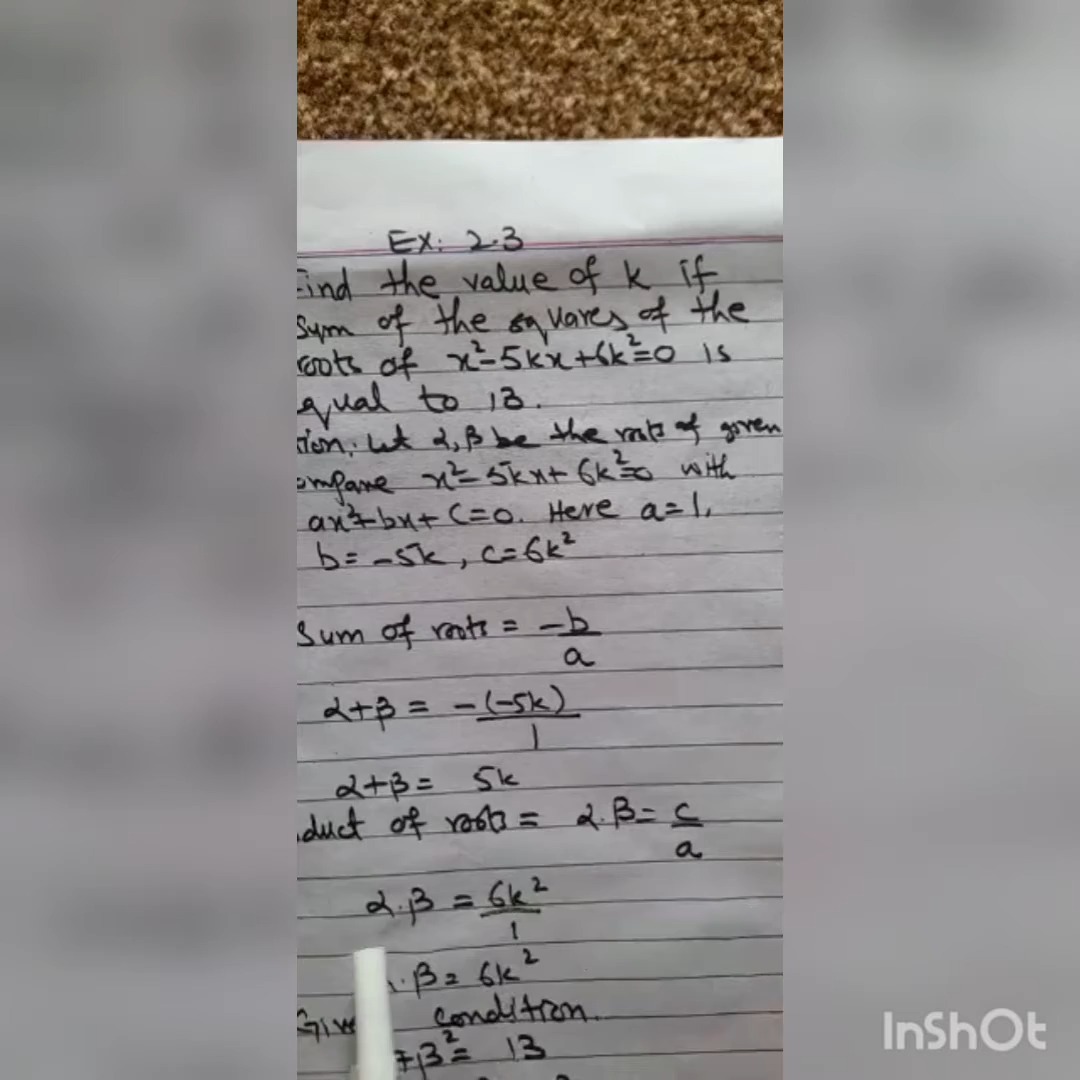 Ex: 2.3
Find the value of k if
Sum of the squares of the
roots of x²-5kx+6k²=0 is
equal to 13.
tion: Let α,β be the roots of given
ompare x²-5kx+6k²=0 with
ax²+bx+c=0. Here a=1,
b=-5k, c=6k²
Sum of roots = -b/a
α+β = -(-5k)/1
α+β = 5k
duct of roots = α.β = c/a
α.β = 6k²/1
.β = 6k²
Give condition.
+β² = 13
InShOt